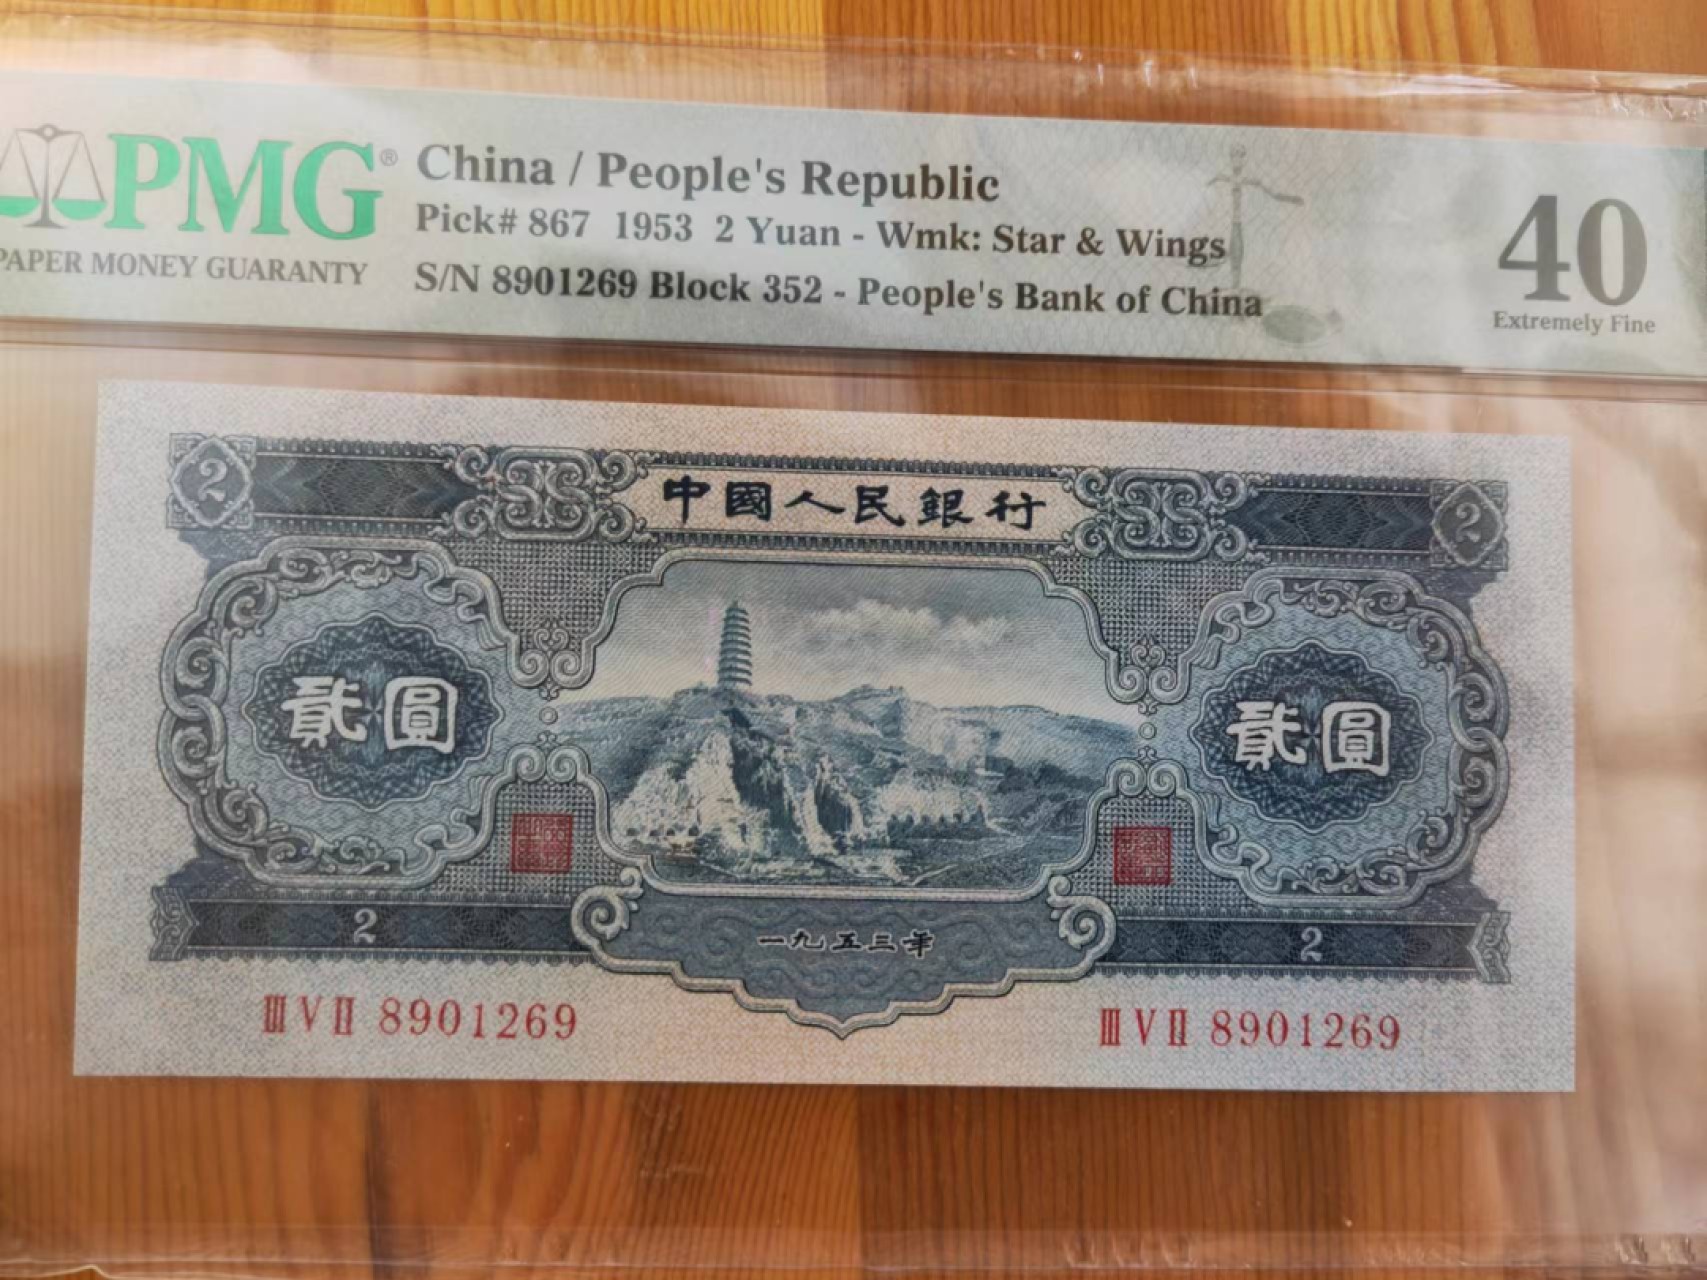 PMG®
PAPER MONEY GUARANTY
China / People's Republic
Pick# 867 1953 2 Yuan - Wmk: Star & Wings
S/N 8901269 Block 352 - People's Bank of China
40
Extremely Fine
2
中國人民銀行
2
貳圓
貳圓
2
一九五三年
2
ⅢⅤⅡ 8901269
ⅢⅤⅡ 8901269